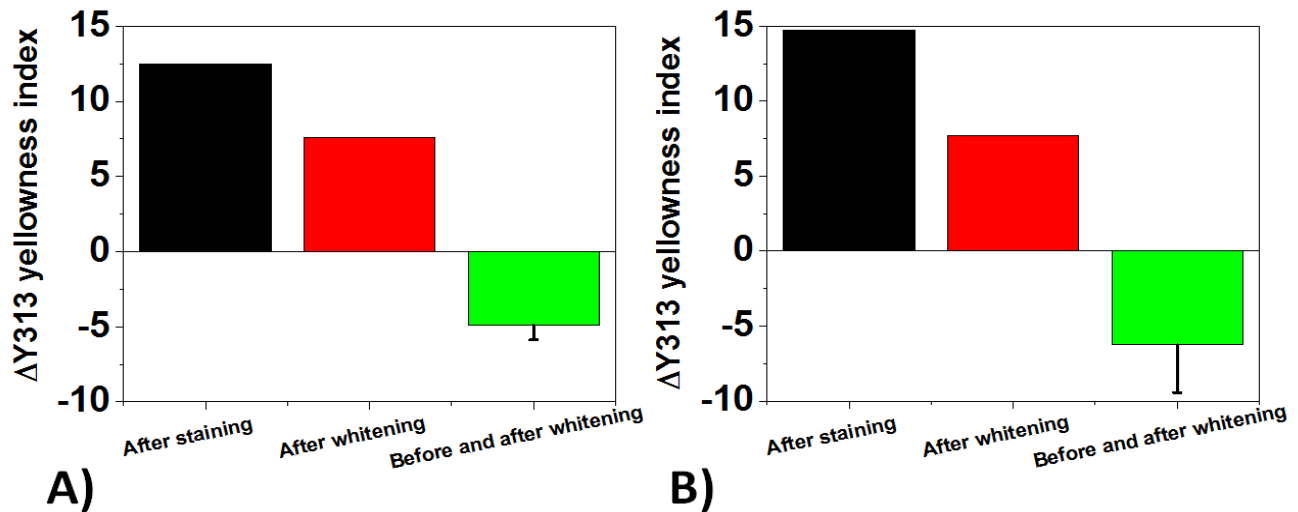 ΔY313 yellowness index
15
10
5
0
-5
-10
After staining
After whitening
Before and after whitening
A)
ΔY313 yellowness index
15
10
5
0
-5
-10
After staining
After whitening
Before and after whitening
B)